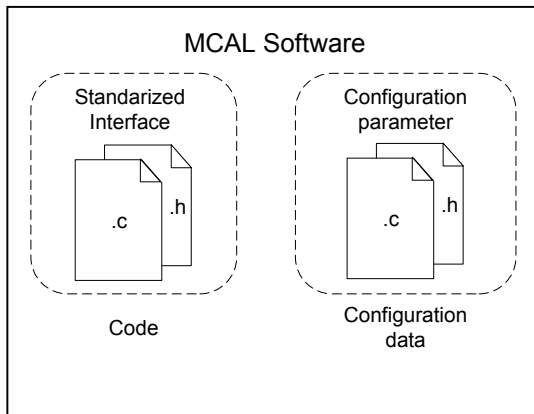 MCAL Software
Standarized
Interface
.c
.h
Code
Configuration
parameter
.c
.h
Configuration
data